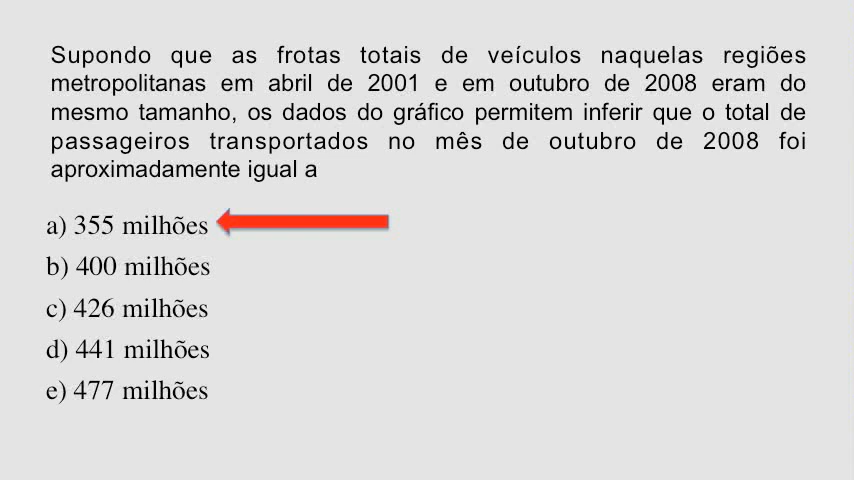 Supondo que as frotas totais de veículos naquelas regiões
metropolitanas em abril de 2001 e em outubro de 2008 eram do
mesmo tamanho, os dados do gráfico permitem inferir que o total de
passageiros transportados no mês de outubro de 2008 foi
aproximadamente igual a
a) 355 milhões
b) 400 milhões
c) 426 milhões
d) 441 milhões
e) 477 milhões